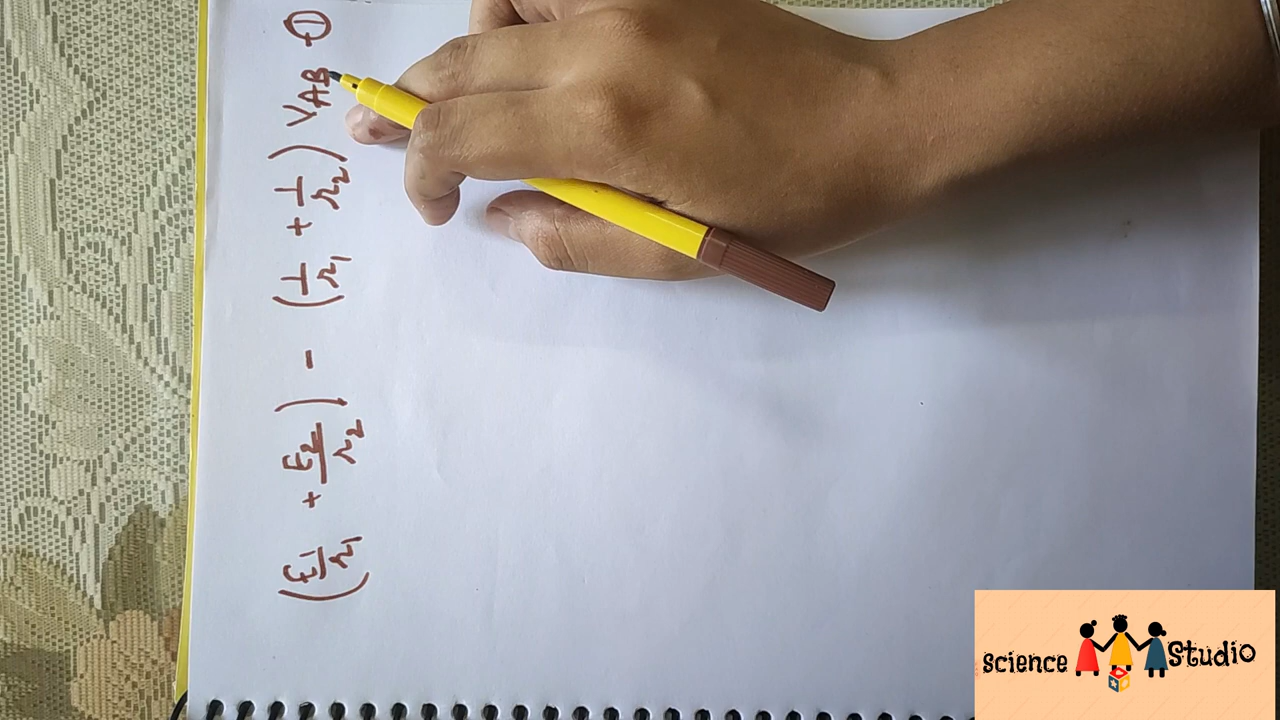 (E₁/r₁ + E₂/r₂) - (1/r₁ + 1/r₂) VAB -①
Science Studio